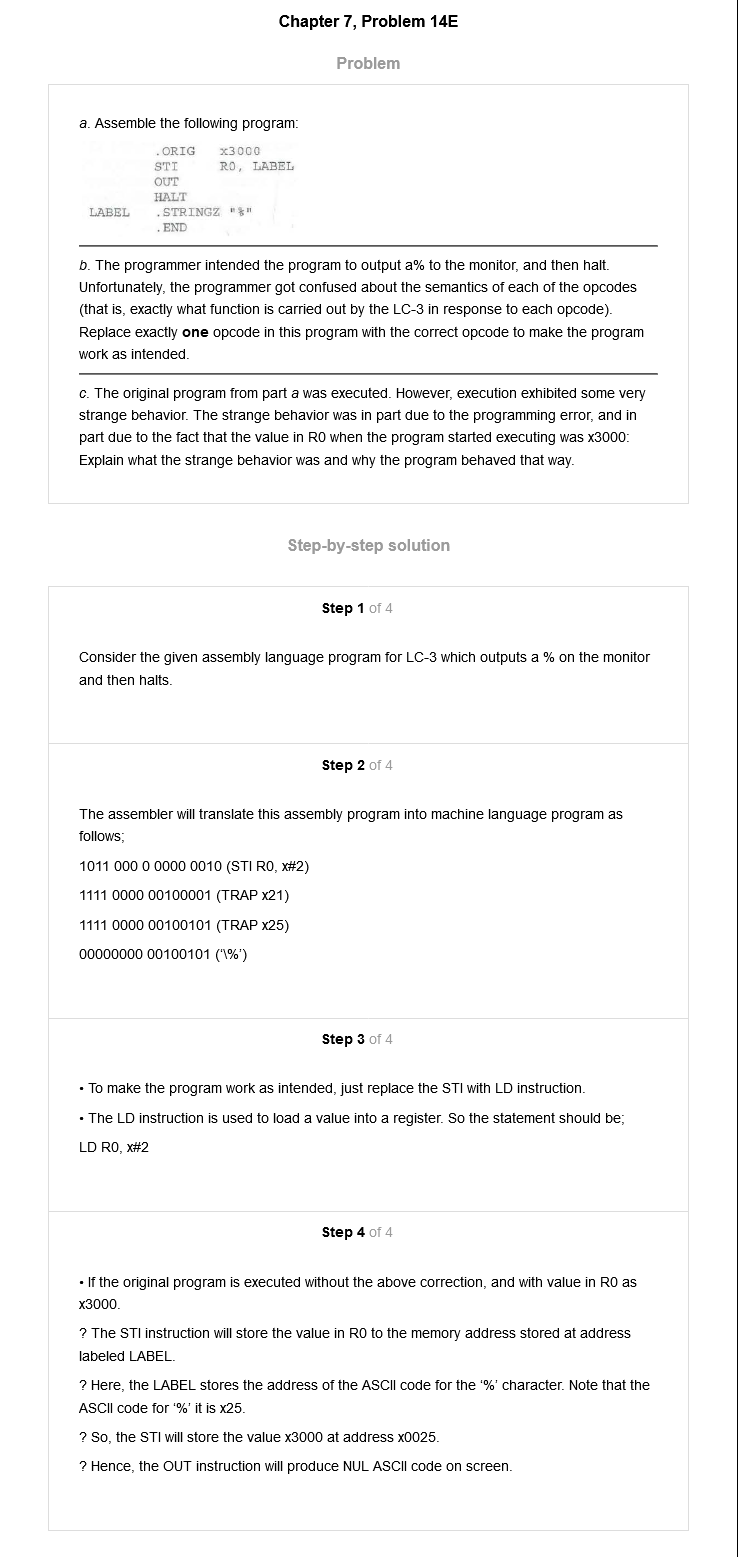 Chapter 7, Problem 14E
Problem
a. Assemble the following program:
.ORIG x3000
STI R0, LABEL
OUT
HALT
LABEL .STRINGZ "%"
.END
b. The programmer intended the program to output a% to the monitor, and then halt.
Unfortunately, the programmer got confused about the semantics of each of the opcodes
(that is, exactly what function is carried out by the LC-3 in response to each opcode).
Replace exactly one opcode in this program with the correct opcode to make the program
work as intended.
c. The original program from part a was executed. However, execution exhibited some very
strange behavior. The strange behavior was in part due to the programming error, and in
part due to the fact that the value in R0 when the program started executing was x3000:
Explain what the strange behavior was and why the program behaved that way.
Step-by-step solution
Step 1 of 4
Consider the given assembly language program for LC-3 which outputs a % on the monitor
and then halts.
Step 2 of 4
The assembler will translate this assembly program into machine language program as
follows;
1011 000 0 0000 0010 (STI R0, x#2)
1111 0000 00100001 (TRAP x21)
1111 0000 00100101 (TRAP x25)
00000000 00100101 ('\%')
Step 3 of 4
• To make the program work as intended, just replace the STI with LD instruction.
• The LD instruction is used to load a value into a register. So the statement should be;
LD R0, x#2
Step 4 of 4
• If the original program is executed without the above correction, and with value in R0 as
x3000.
? The STI instruction will store the value in R0 to the memory address stored at address
labeled LABEL.
? Here, the LABEL stores the address of the ASCII code for the '%' character. Note that the
ASCII code for '%' it is x25.
? So, the STI will store the value x3000 at address x0025.
? Hence, the OUT instruction will produce NUL ASCII code on screen.